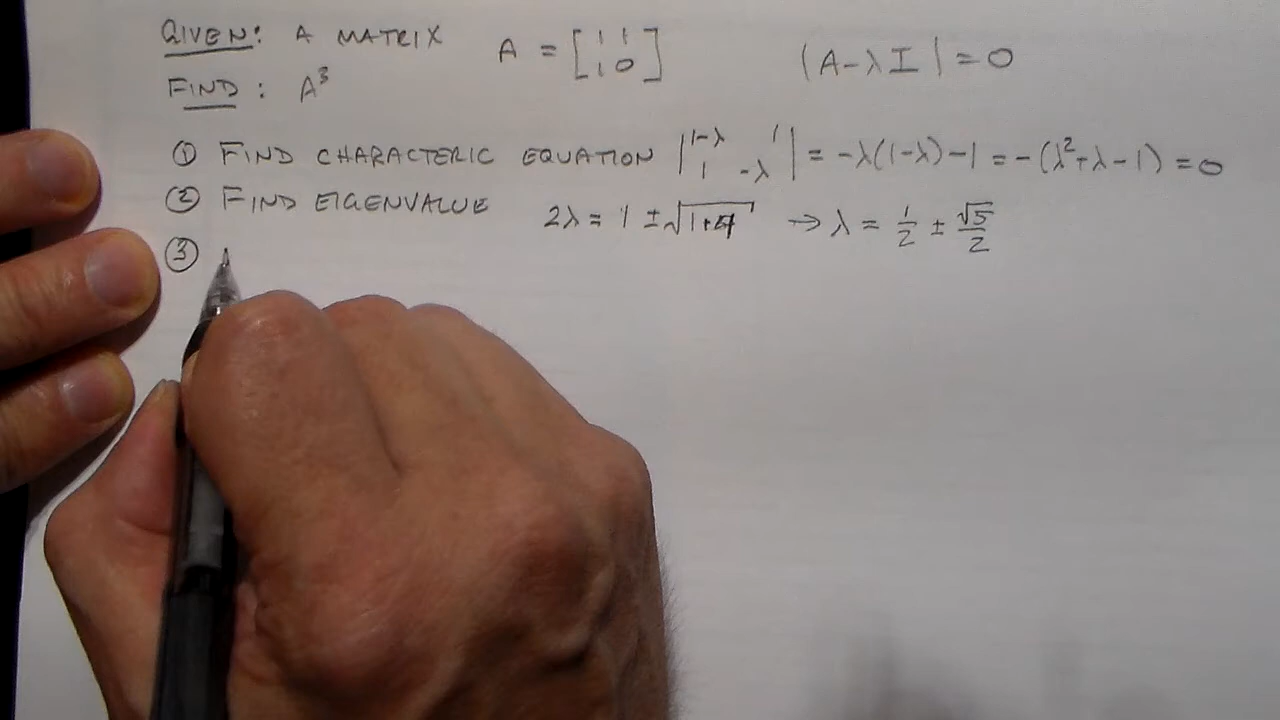 GIVEN: A MATRIX A = [1 1; 1 0] |A-λI| = 0
FIND: A³
① FIND CHARACTERIC EQUATION |1-λ 1; 1 -λ| = -λ(1-λ)-1 = -(λ²+λ-1) = 0
② FIND EIGENVALUE 2λ = 1 ± √(1+4) → λ = 1/2 ± √5/2
③